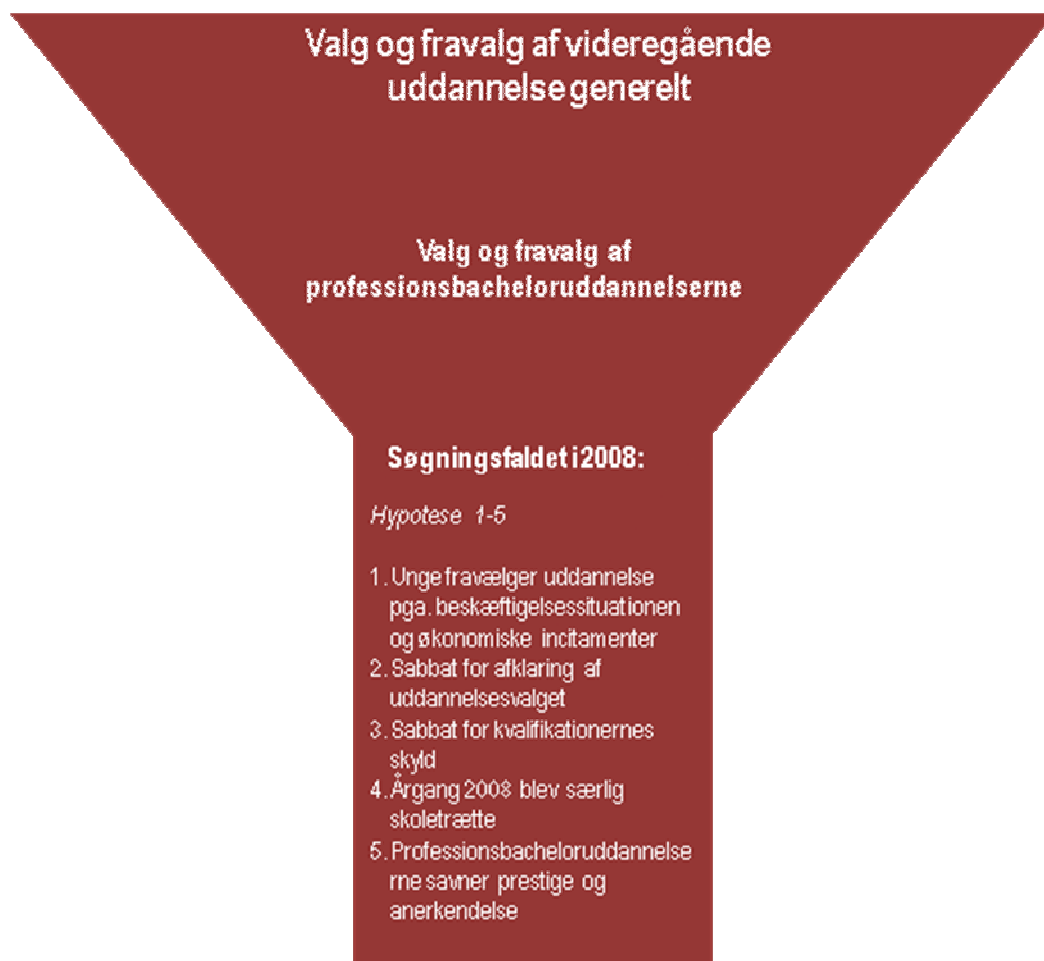 Valg og fravalg af videregående
uddannelse generelt
Valg og fravalg af
professionsbacheloruddannelserne
Søgningsfaldet i 2008:
Hypotese 1-5
1. Unge fravælger uddannelse
pga. beskæftigelsessituationen
og økonomiske incitamenter
2. Sabbat for afklaring af
uddannelsesvalget
3. Sabbat for kvalifikationernes
skyld
4. Årgang 2008 blev særlig
skoletrætte
5. Professionsbacheloruddannelse
rne savner prestige og
anerkendelse